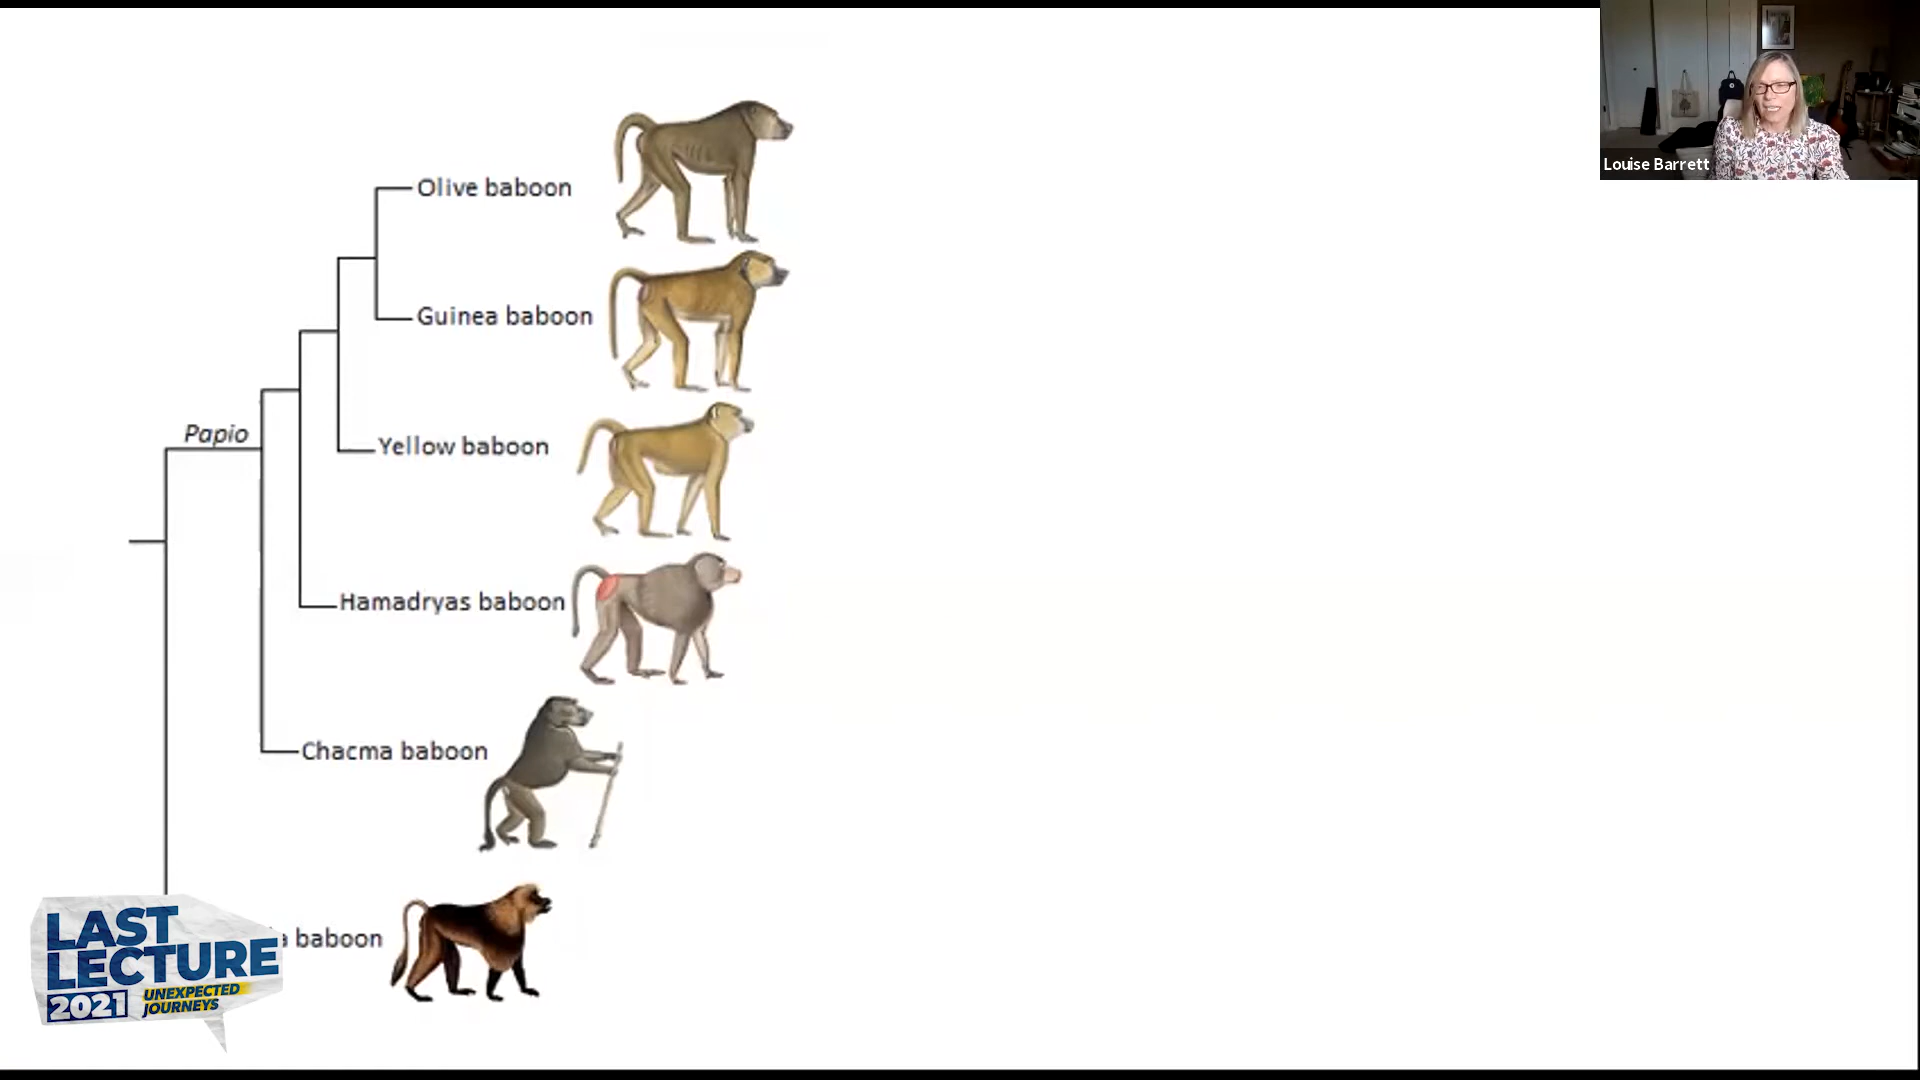 Louise Barrett
Olive baboon
Guinea baboon
Yellow baboon
Papio
Hamadryas baboon
Chacma baboon
baboon
LAST
LECTURE
2021 UNEXPECTED
JOURNEYS